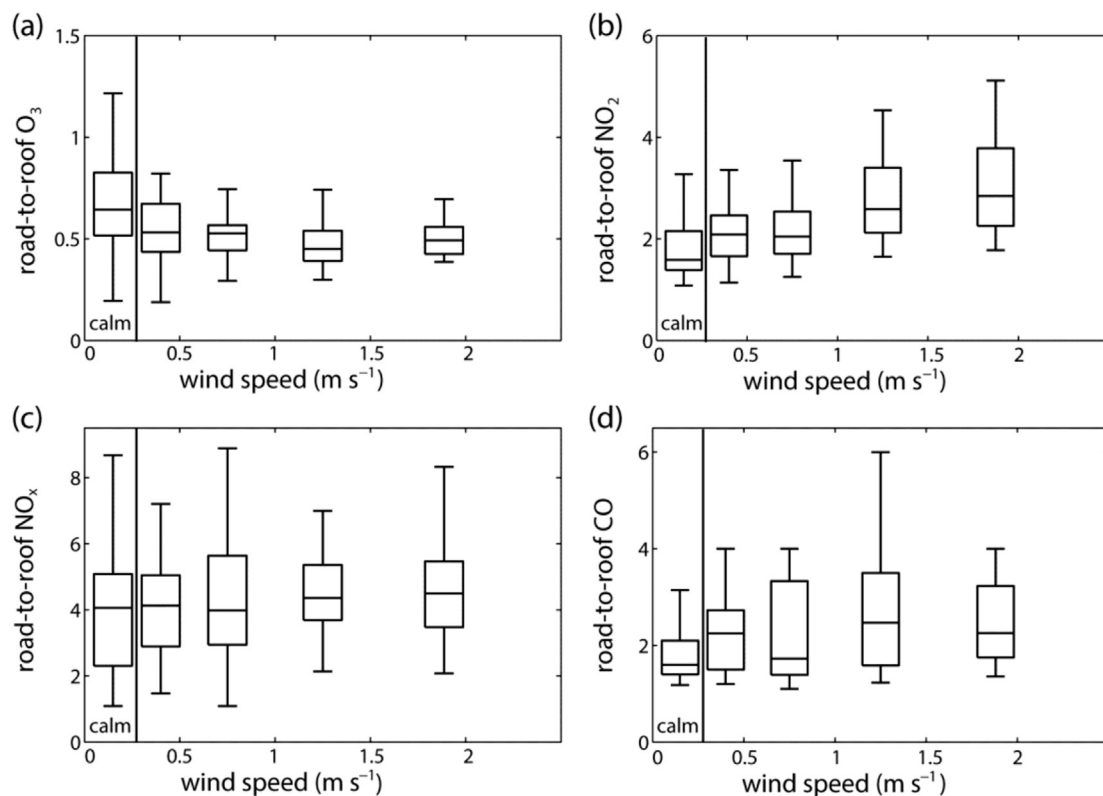 (a)
road-to-roof O₃
1.5
1
0.5
0
calm
0 0.5 1 1.5 2
wind speed (m s⁻¹)
(b)
road-to-roof NO₂
6
4
2
0
calm
0 0.5 1 1.5 2
wind speed (m s⁻¹)
(c)
road-to-roof NOₓ
8
6
4
2
0
calm
0 0.5 1 1.5 2
wind speed (m s⁻¹)
(d)
road-to-roof CO
6
4
2
0
calm
0 0.5 1 1.5 2
wind speed (m s⁻¹)